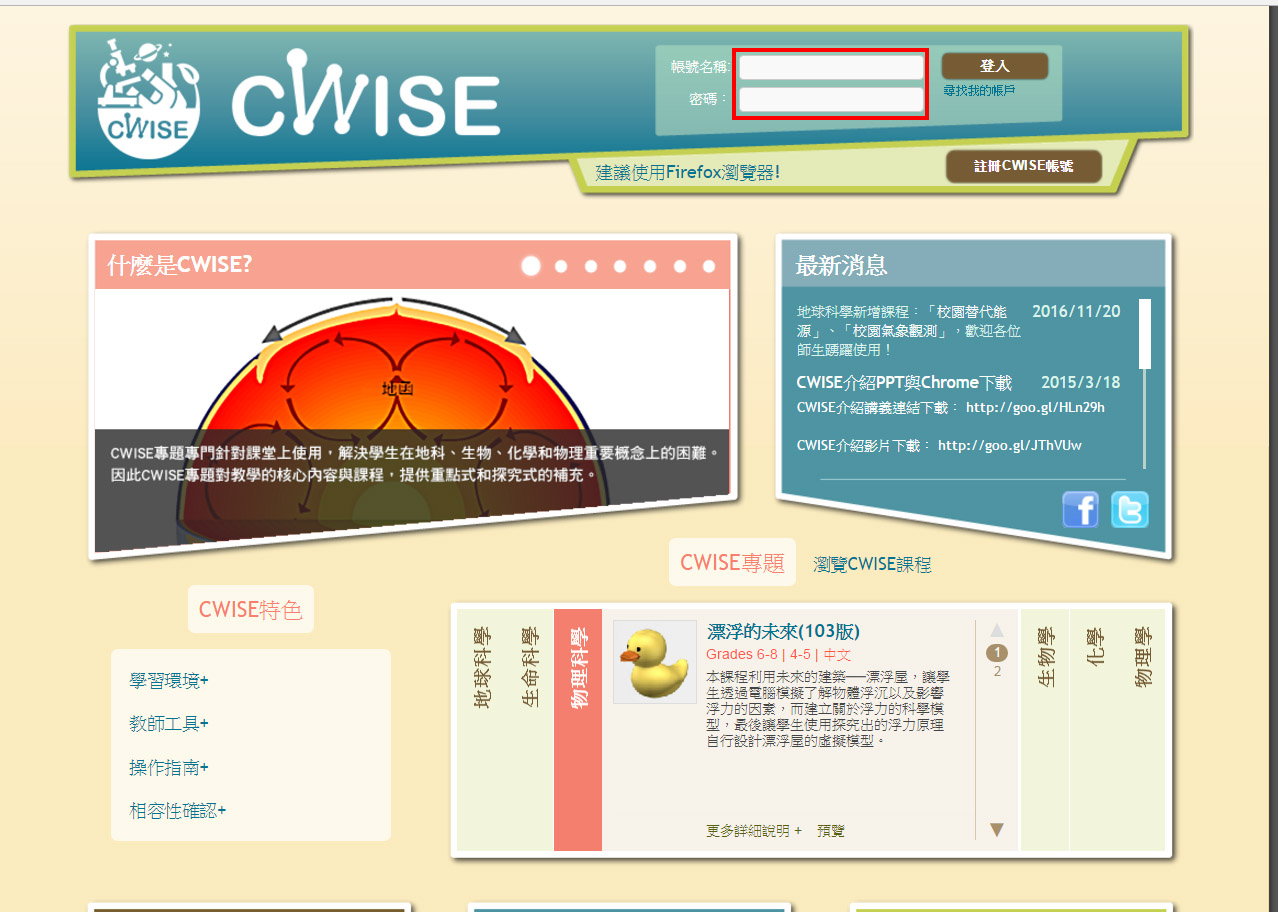 CWISE
CWISE
帳號名稱:
登入
尋找我的帳戶
密碼：
建議使用Firefox瀏覽器!
註冊CWISE帳號
什麼是CWISE?
地函
CWISE專題專門針對課堂上使用，解決學生在地科、生物、化學和物理重要概念上的困難。
因此CWISE專題對教學的核心內容與課程，提供重點式和探究式的補充。
最新消息
地球科學新增課程：「校園替代能
源」、「校園氣象觀測」，歡迎各位
師生踴躍使用！
2016/11/20
CWISE介紹PPT與Chrome下載
2015/3/18
CWISE介紹講義連結下載： http://goo.gl/HLn29h
CWISE介紹影片下載： http://goo.gl/JThVUw
CWISE特色
學習環境+
教師工具+
操作指南+
相容性確認+
CWISE專題
瀏覽CWISE課程
地球科學
生命科學
物理科學
漂浮的未來(103版)
Grades 6-8 | 4-5 | 中文
本課程利用未來的建築──漂浮屋，讓學
生透過電腦模擬了解物體浮沉以及影響
浮力的因素，而建立關於浮力的科學模
型，最後讓學生使用探究出的浮力原理
自行設計漂浮屋的虛擬模型。
更多詳細說明 +
預覽
1
2
生物學
化學
物理學